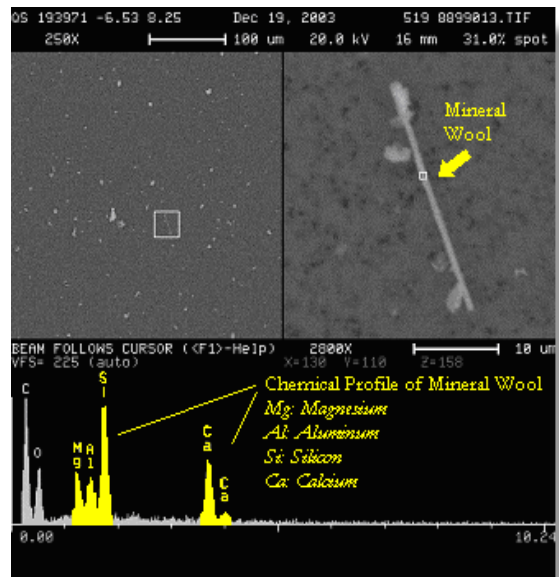 OS 193971 -6.53 8.25 Dec 19, 2003 519 8899013.TIF
250X 100 um 20.0 kV 16 mm 31.0% spot
Mineral
Wool
BEAM FOLLOWS CURSOR (<F1>-Help) 2800X 10 um
VFS= 225 (auto) X=130 Y=110 Z=158
Chemical Profile of Mineral Wool
Mg: Magnesium
Al: Aluminum
Si: Silicon
Ca: Calcium
C
O
Mg
Al
Si
Ca
Ca
0.00 10.24